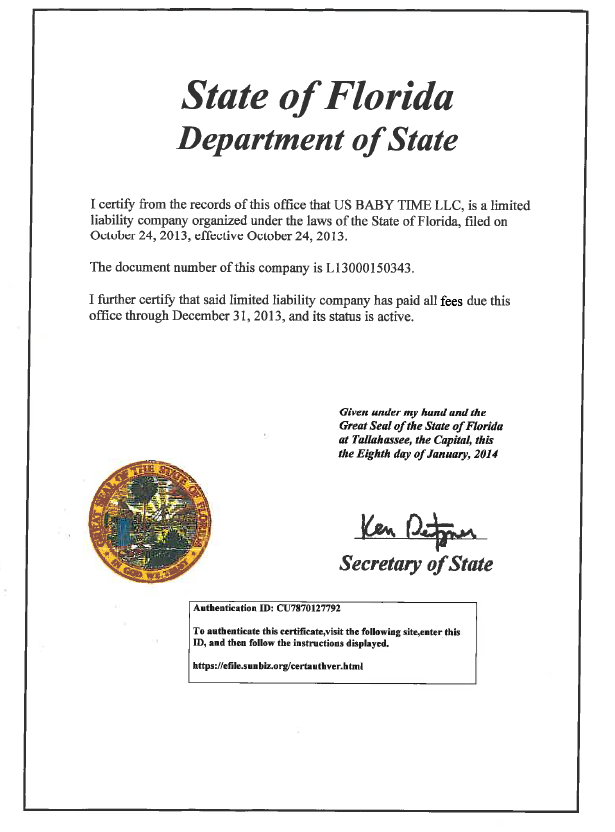 State of Florida
Department of State
I certify from the records of this office that US BABY TIME LLC, is a limited
liability company organized under the laws of the State of Florida, filed on
October 24, 2013, effective October 24, 2013.
The document number of this company is L13000150343.
I further certify that said limited liability company has paid all fees due this
office through December 31, 2013, and its status is active.
Given under my hand and the
Great Seal of the State of Florida
at Tallahassee, the Capital, this
the Eighth day of January, 2014
GREAT SEAL OF THE STATE OF FLORIDA
IN GOD WE TRUST
Ken Detzner
Secretary of State
Authentication ID: CU7870127792
To authenticate this certificate,visit the following site,enter this
ID, and then follow the instructions displayed.
https://efile.sunbiz.org/certauthver.html